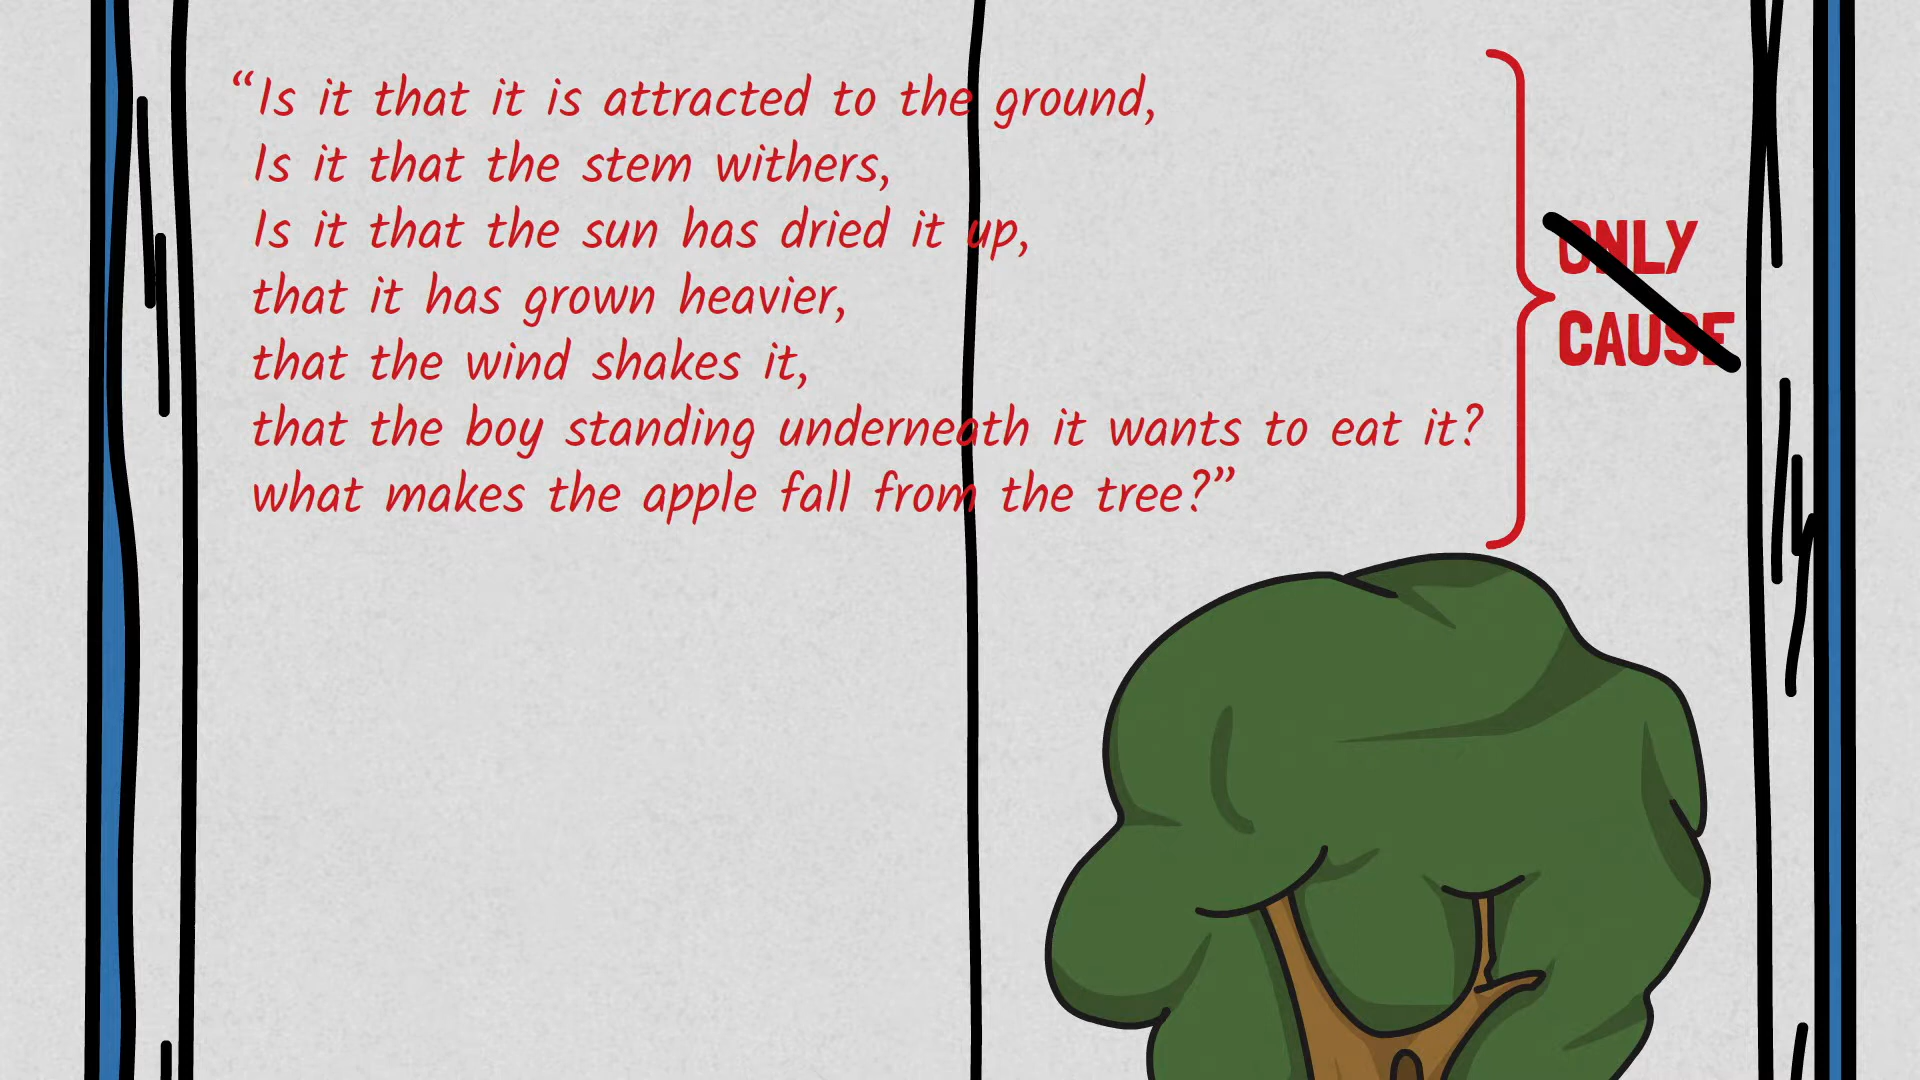 “Is it that it is attracted to the ground,
Is it that the stem withers,
Is it that the sun has dried it up,
that it has grown heavier,
that the wind shakes it,
that the boy standing underneath it wants to eat it?
what makes the apple fall from the tree?”
ONLY
CAUSE